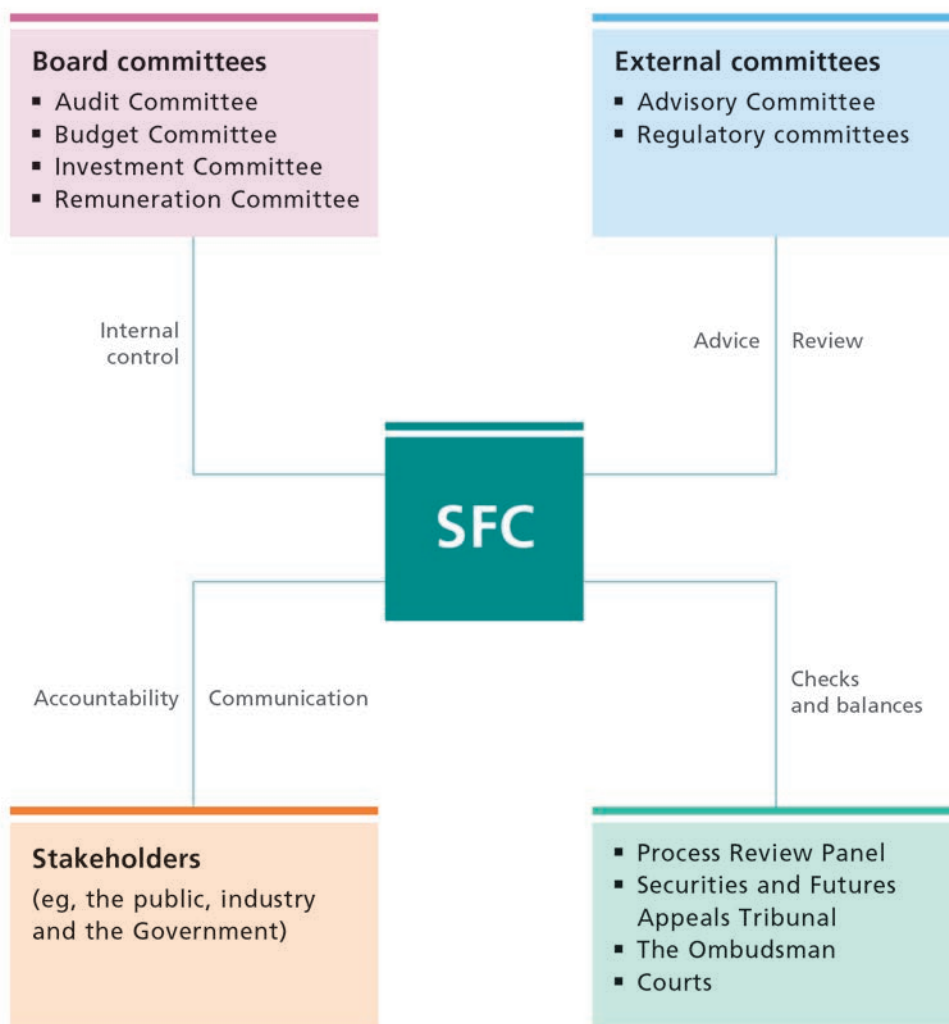 Board committees
▪ Audit Committee
▪ Budget Committee
▪ Investment Committee
▪ Remuneration Committee
External committees
▪ Advisory Committee
▪ Regulatory committees
Internal
control
Advice
Review
SFC
Accountability
Communication
Checks
and balances
Stakeholders
(eg, the public, industry
and the Government)
▪ Process Review Panel
▪ Securities and Futures
Appeals Tribunal
▪ The Ombudsman
▪ Courts